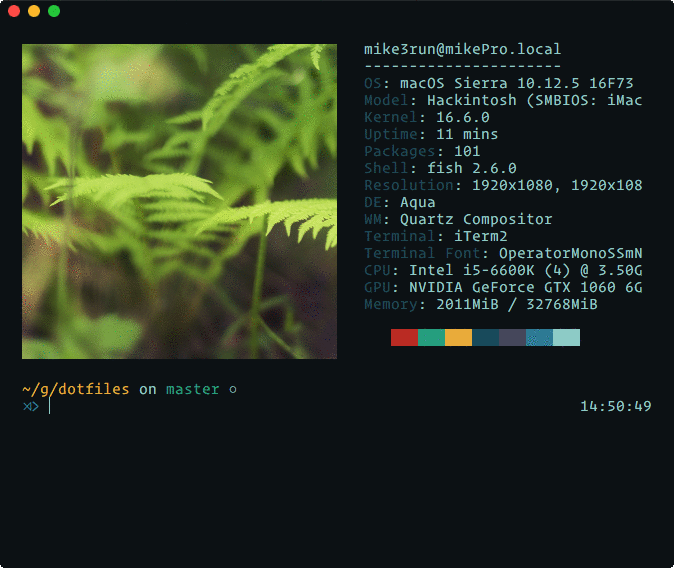 mike3run@mikePro.local
----------------------
OS: macOS Sierra 10.12.5 16F73
Model: Hackintosh (SMBIOS: iMac
Kernel: 16.6.0
Uptime: 11 mins
Packages: 101
Shell: fish 2.6.0
Resolution: 1920x1080, 1920x108
DE: Aqua
WM: Quartz Compositor
Terminal: iTerm2
Terminal Font: OperatorMonoSSmN
CPU: Intel i5-6600K (4) @ 3.50G
GPU: NVIDIA GeForce GTX 1060 6G
Memory: 2011MiB / 32768MiB
~/g/dotfiles on master ○
⋊> 14:50:49